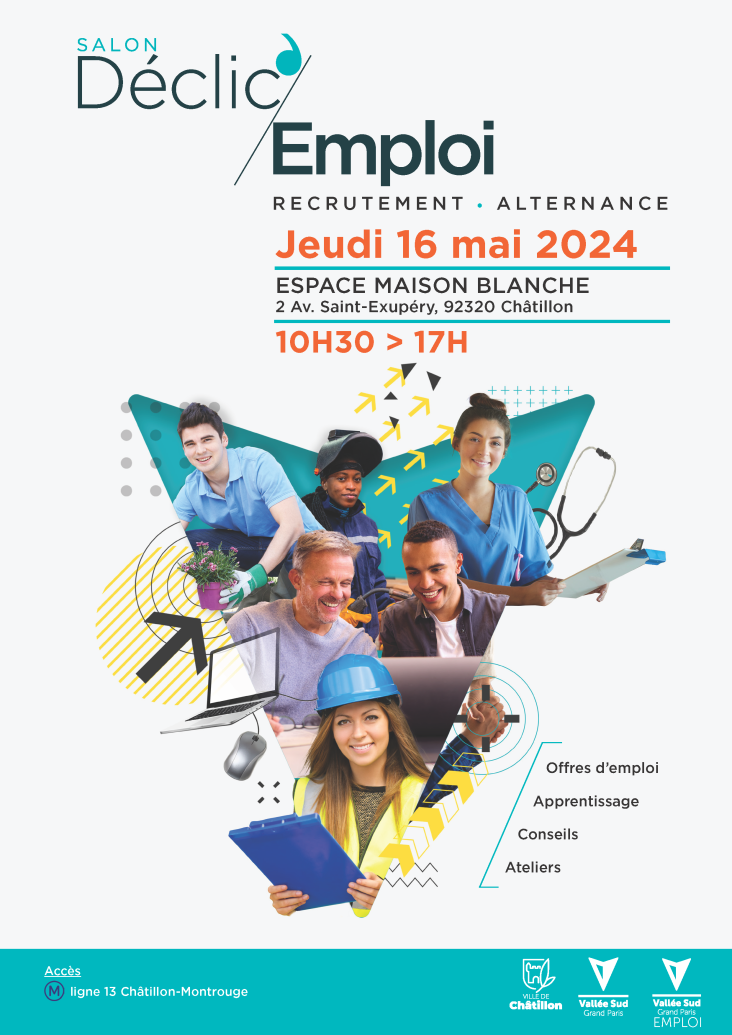 SALON
Déclic'
Emploi
RECRUTEMENT • ALTERNANCE
Jeudi 16 mai 2024
ESPACE MAISON BLANCHE
2 Av. Saint-Exupéry, 92320 Châtillon
10H30 > 17H
Offres d'emploi
Apprentissage
Conseils
Ateliers
Accès
M ligne 13 Châtillon-Montrouge
VILLE DE
Châtillon
Vallée Sud
Grand Paris
Vallée Sud
Grand Paris
EMPLOI